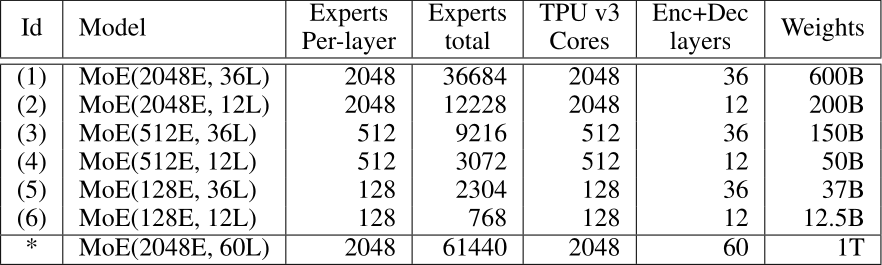 Id Model Experts Per-layer Experts total TPU v3 Cores Enc+Dec layers Weights
(1) MoE(2048E, 36L) 2048 36684 2048 36 600B
(2) MoE(2048E, 12L) 2048 12228 2048 12 200B
(3) MoE(512E, 36L) 512 9216 512 36 150B
(4) MoE(512E, 12L) 512 3072 512 12 50B
(5) MoE(128E, 36L) 128 2304 128 36 37B
(6) MoE(128E, 12L) 128 768 128 12 12.5B
* MoE(2048E, 60L) 2048 61440 2048 60 1T